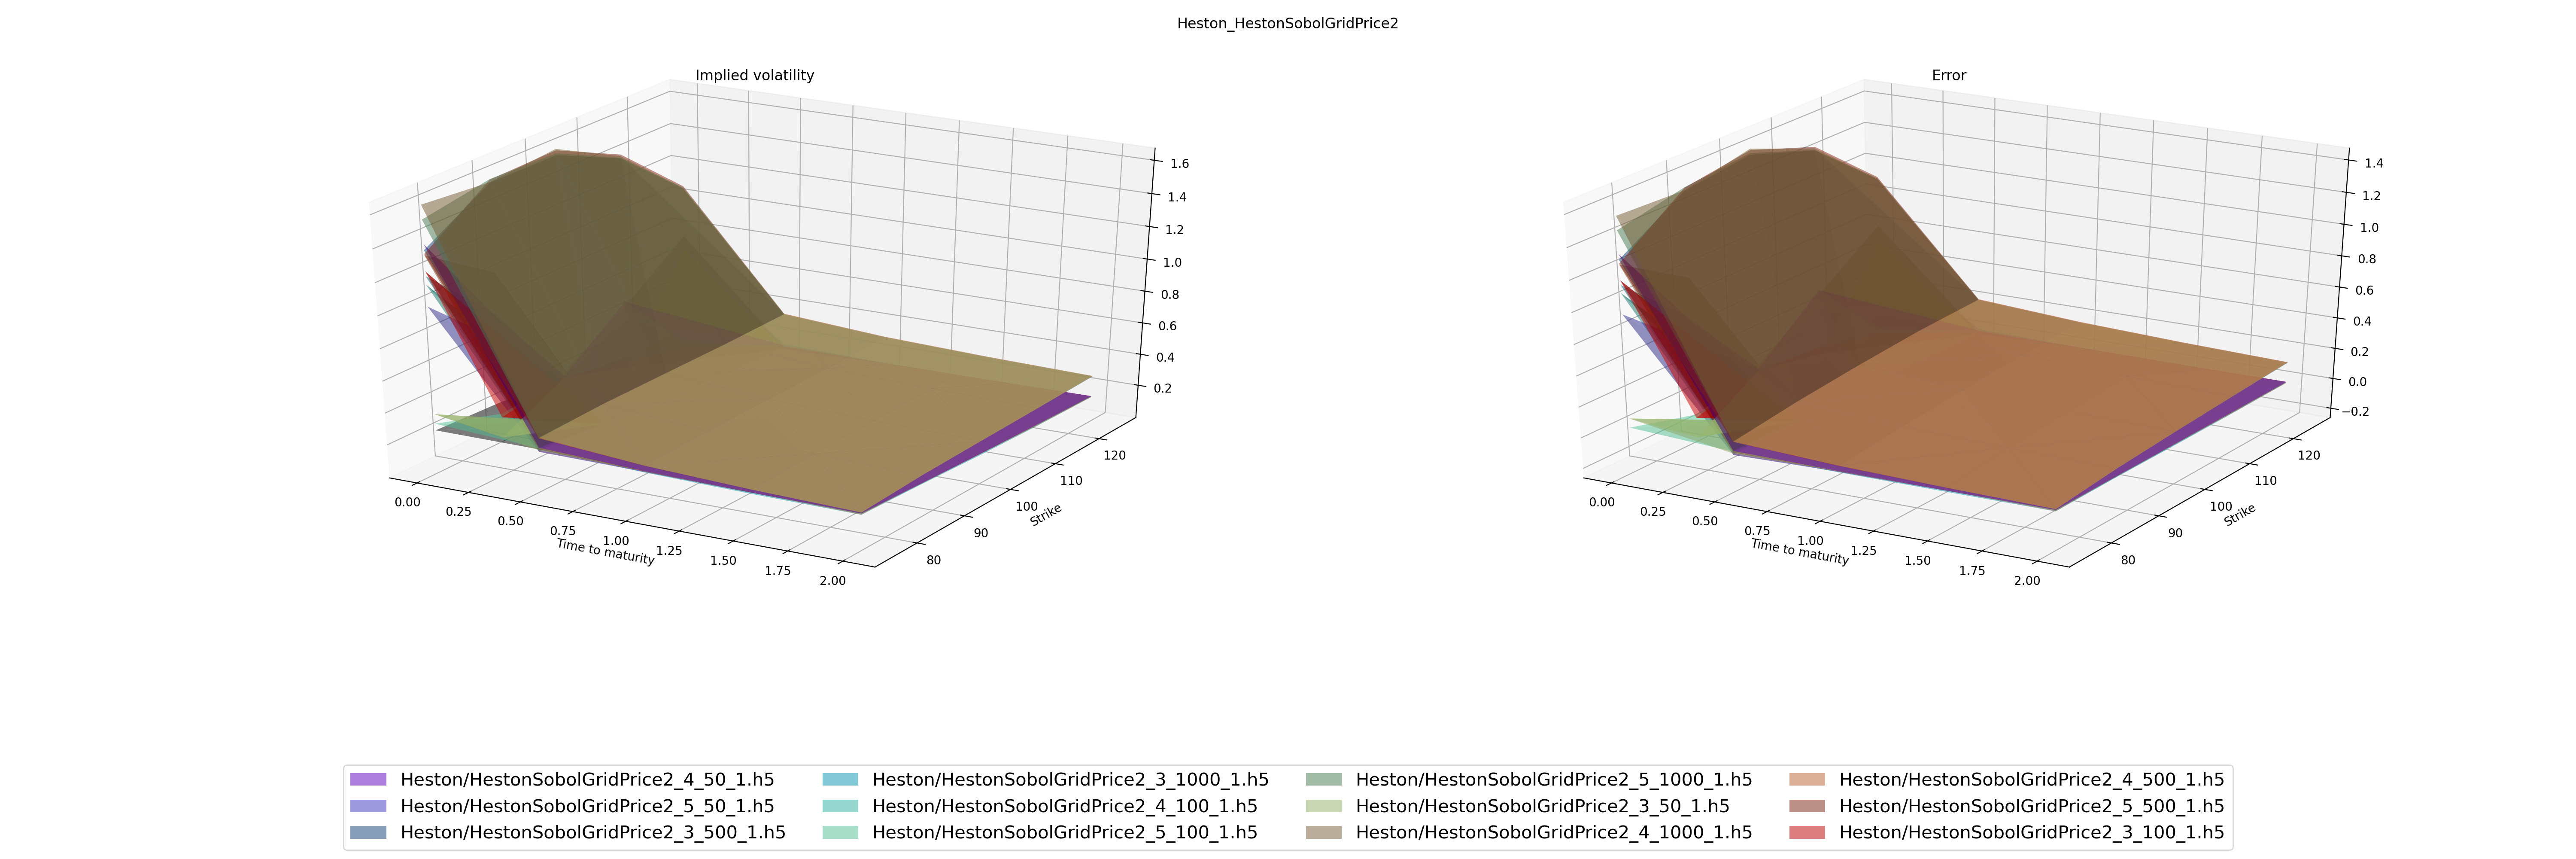 Heston_HestonSobolGridPrice2
Implied volatility
1.6
1.4
1.2
1.0
0.8
0.6
0.4
0.2
0.00
0.25
0.50
0.75
1.00
1.25
1.50
1.75
2.00
Time to maturity
80
90
100
110
120
Strike
Error
1.4
1.2
1.0
0.8
0.6
0.4
0.2
0.0
−0.2
0.00
0.25
0.50
0.75
1.00
1.25
1.50
1.75
2.00
Time to maturity
80
90
100
110
120
Strike
Heston/HestonSobolGridPrice2_4_50_1.h5
Heston/HestonSobolGridPrice2_5_50_1.h5
Heston/HestonSobolGridPrice2_3_500_1.h5
Heston/HestonSobolGridPrice2_3_1000_1.h5
Heston/HestonSobolGridPrice2_4_100_1.h5
Heston/HestonSobolGridPrice2_5_100_1.h5
Heston/HestonSobolGridPrice2_5_1000_1.h5
Heston/HestonSobolGridPrice2_3_50_1.h5
Heston/HestonSobolGridPrice2_4_1000_1.h5
Heston/HestonSobolGridPrice2_4_500_1.h5
Heston/HestonSobolGridPrice2_5_500_1.h5
Heston/HestonSobolGridPrice2_3_100_1.h5